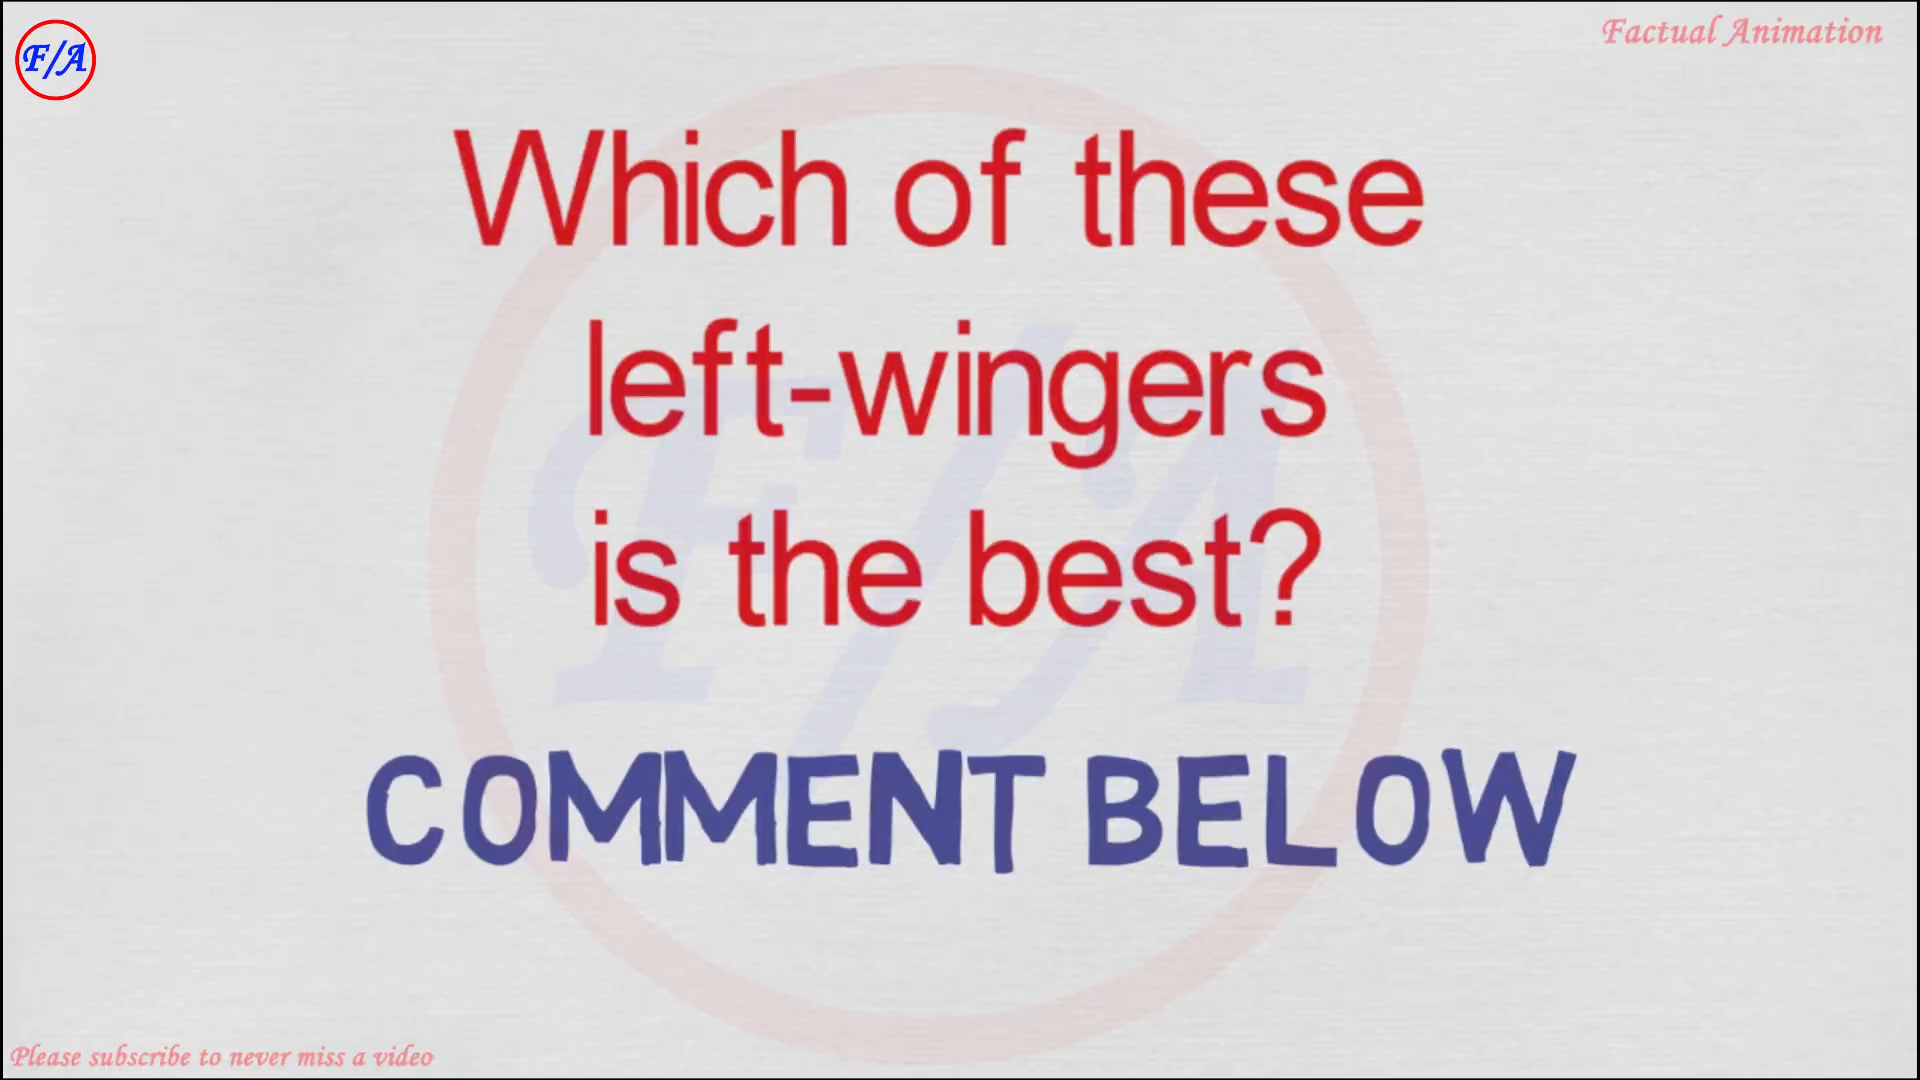 F/A
Factual Animation
Which of these
left-wingers
is the best?
COMMENT BELOW
Please subscribe to never miss a video